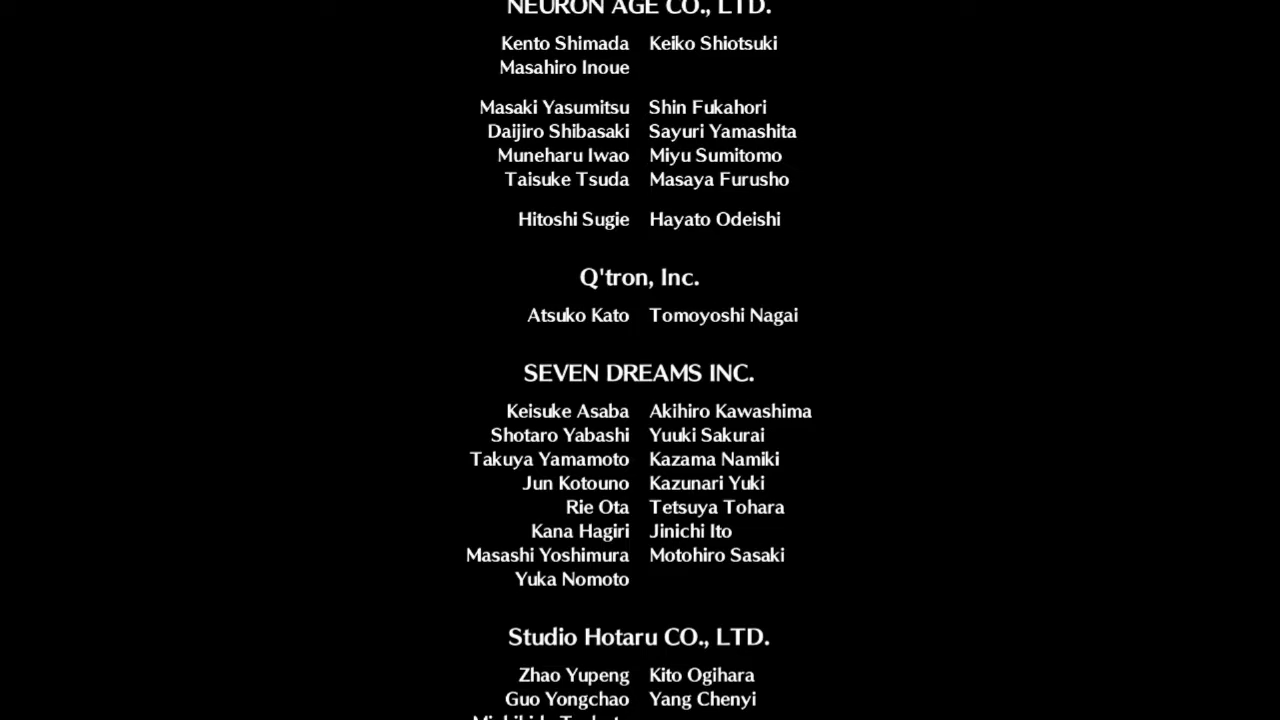 NEURON AGE CO., LTD.
Kento Shimada Keiko Shiotsuki
Masahiro Inoue
Masaki Yasumitsu Shin Fukahori
Daijiro Shibasaki Sayuri Yamashita
Muneharu Iwao Miyu Sumitomo
Taisuke Tsuda Masaya Furusho
Hitoshi Sugie Hayato Odeishi
Q'tron, Inc.
Atsuko Kato Tomoyoshi Nagai
SEVEN DREAMS INC.
Keisuke Asaba Akihiro Kawashima
Shotaro Yabashi Yuuki Sakurai
Takuya Yamamoto Kazama Namiki
Jun Kotouno Kazunari Yuki
Rie Ota Tetsuya Tohara
Kana Hagiri Jinichi Ito
Masashi Yoshimura Motohiro Sasaki
Yuka Nomoto
Studio Hotaru CO., LTD.
Zhao Yupeng Kito Ogihara
Guo Yongchao Yang Chenyi